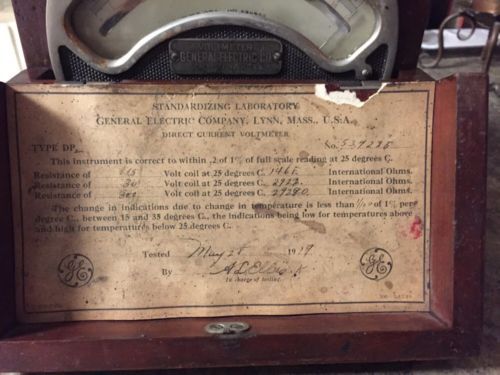 VOLTMETER
GENERAL ELECTRIC CO.
STANDARDIZING LABORATORY
GENERAL ELECTRIC COMPANY, LYNN, MASS., U.S.A.
DIRECT CURRENT VOLTMETER
TYPE DP. No.
This instrument is correct to within .2 of 1% of full scale reading at 25 degrees C.
Resistance of Volt coil at 25 degrees C. International Ohms.
Resistance of 30 Volt coil at 25 degrees C. International Ohms.
Resistance of 300 Volt coil at 25 degrees C. International Ohms.
The change in indications due to change in temperature is less than of 1% per
degree C., between 15 and 35 degrees C., the indications being low for temperatures above
and high for temperatures below 25 degrees C.
Tested May 1919
By
In charge of testing.
GE
GE